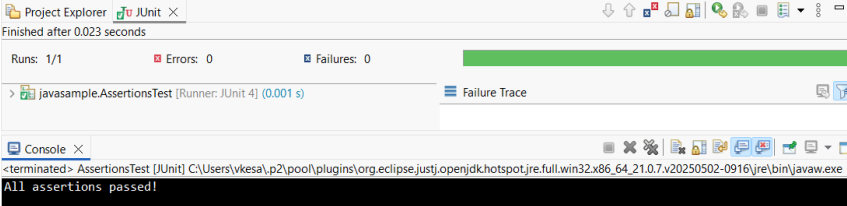 Project Explorer JUnit
Finished after 0.023 seconds
Runs: 1/1 Errors: 0 Failures: 0
javasample.AssertionsTest [Runner: JUnit 4] (0.001 s)
Failure Trace
Console
<terminated> AssertionsTest [JUnit] C:\Users\vkesa\.p2\pool\plugins\org.eclipse.justj.openjdk.hotspot.jre.full.win32.x86_64_21.0.7.v20250502-0916\jre\bin\javaw.exe
All assertions passed!